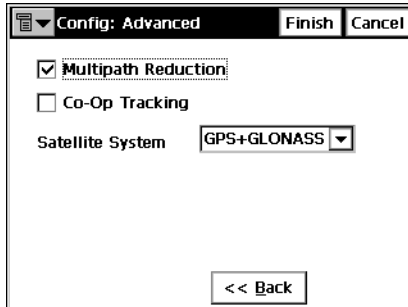 Config: Advanced Finish Cancel
Multipath Reduction
Co-Op Tracking
Satellite System GPS+GLONASS
<< Back